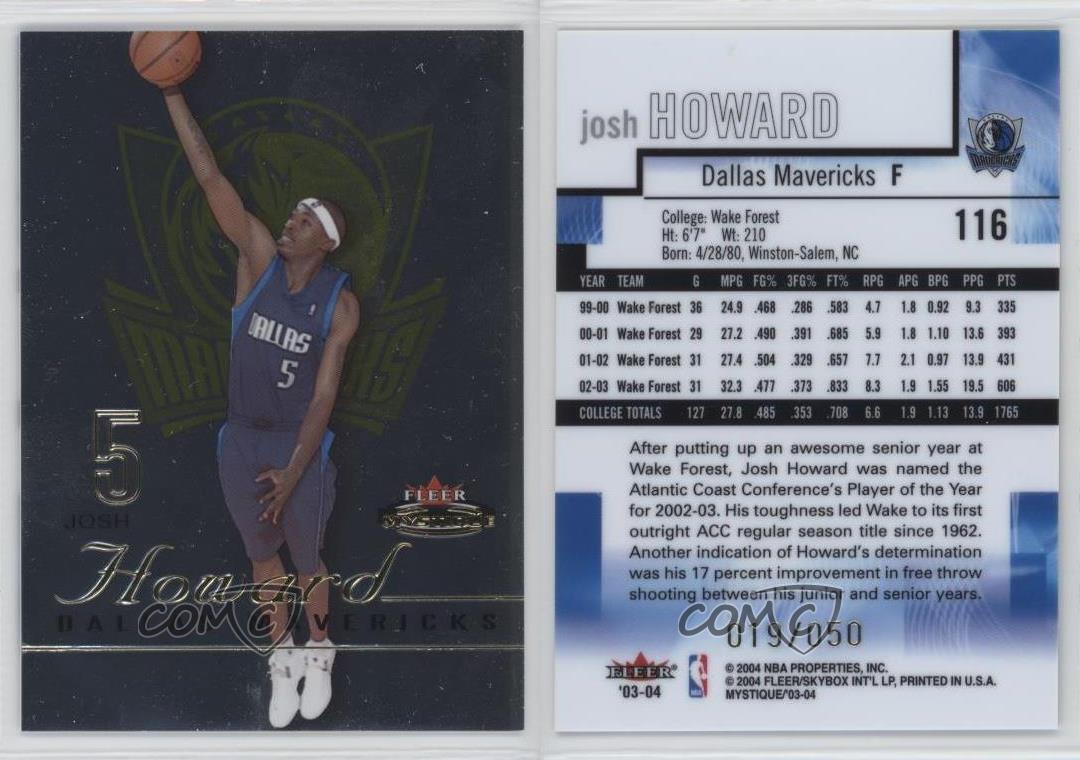 MAVERICKS
DALLAS
5
5
JOSH
Howard
DALLAS MAVERICKS
FLEER
MYSTIQUE
COMC
josh HOWARD
MAVERICKS
Dallas Mavericks F
College: Wake Forest
Ht: 6'7" Wt: 210
Born: 4/28/80, Winston-Salem, NC
116
YEAR TEAM G MPG FG% 3FG% FT% RPG APG BPG PPG PTS
99-00 Wake Forest 36 24.9 .468 .286 .583 4.7 1.8 0.92 9.3 335
00-01 Wake Forest 29 27.2 .490 .391 .685 5.9 1.8 1.10 13.6 393
01-02 Wake Forest 31 27.4 .504 .329 .657 7.7 2.1 0.97 13.9 431
02-03 Wake Forest 31 32.3 .477 .373 .833 8.3 1.9 1.55 19.5 606
COLLEGE TOTALS 127 27.8 .485 .353 .708 6.6 1.9 1.13 13.9 1765
After putting up an awesome senior year at
Wake Forest, Josh Howard was named the
Atlantic Coast Conference's Player of the Year
for 2002-03. His toughness led Wake to its first
outright ACC regular season title since 1962.
Another indication of Howard's determination
was his 17 percent improvement in free throw
shooting between his junior and senior years.
COMC
019/050
FLEER
'03-04
© 2004 NBA PROPERTIES, INC.
© 2004 FLEER/SKYBOX INT'L LP, PRINTED IN U.S.A.
MYSTIQUE/'03-04